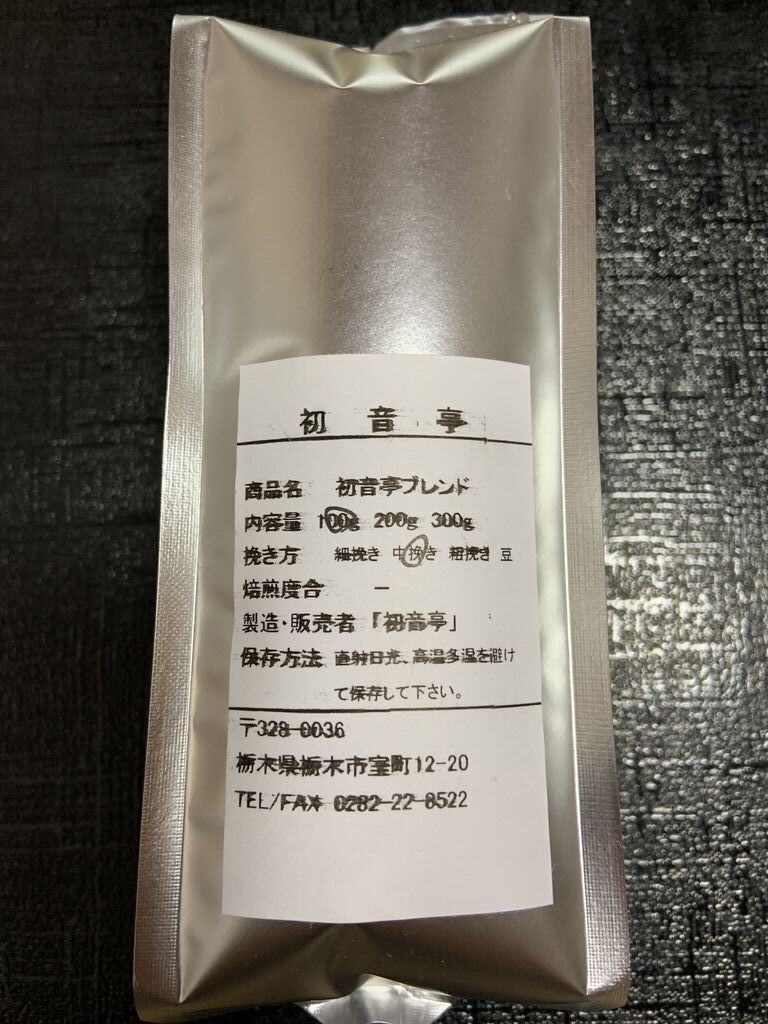 初音亭
商品名 初音亭ブレンド
内容量 100g 200g 300g
挽き方 細挽き 中挽き 粗挽き 豆
焙煎度合 －
製造・販売者 「初音亭」
保存方法 直射日光、高温多湿を避け
て保存して下さい。
〒328-0036
栃木県栃木市室町12-20
TEL/FAX 0282-22-8522